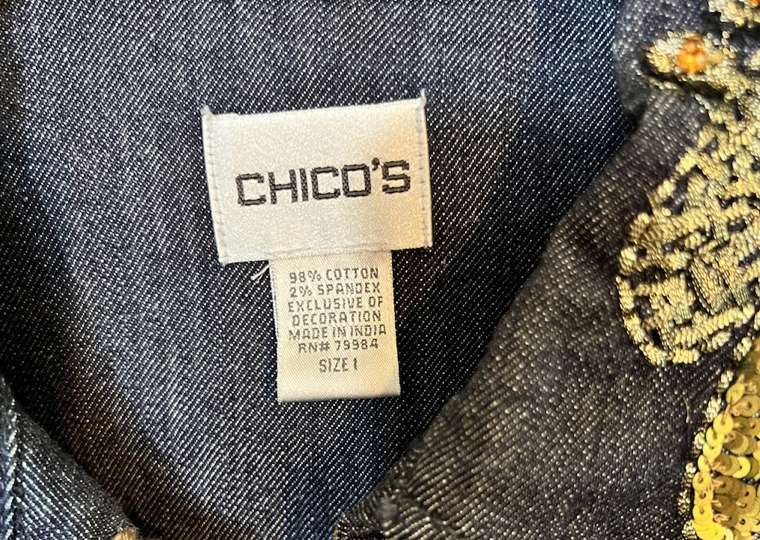 CHICO'S
98% COTTON
2% SPANDEX
EXCLUSIVE OF
DECORATION
MADE IN INDIA
RN# 79984
SIZE 1